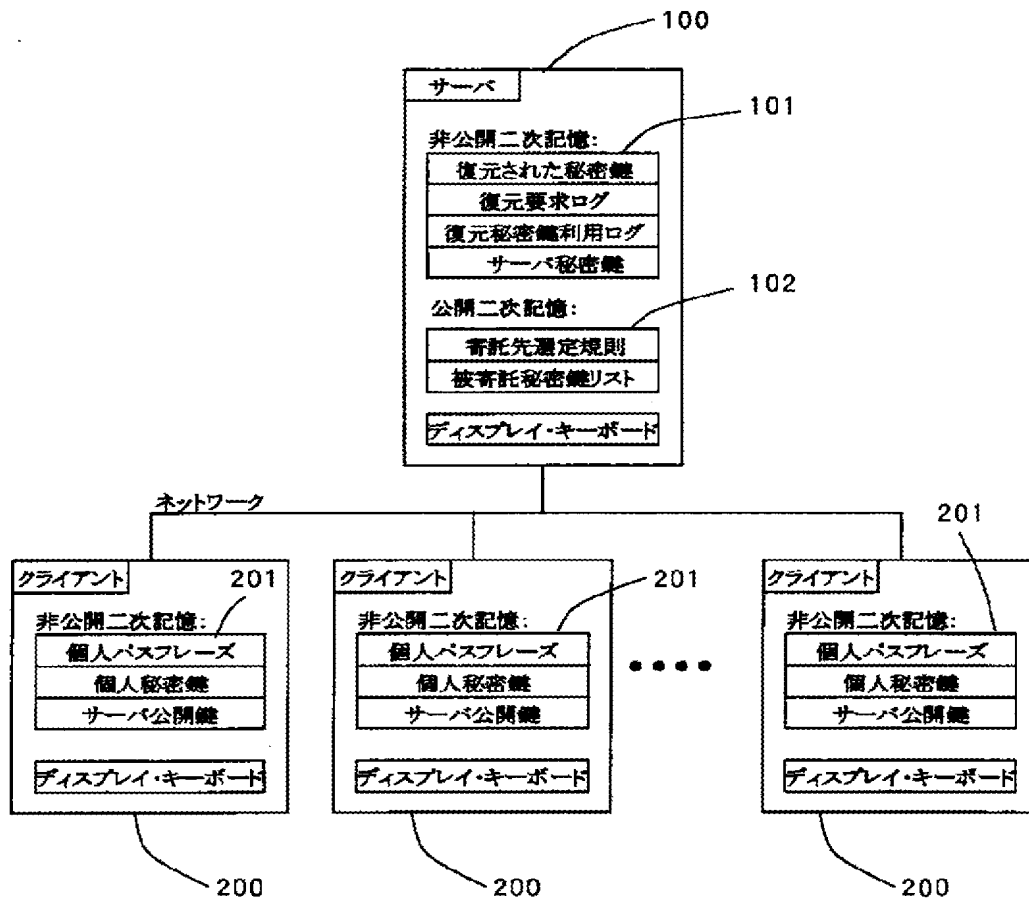 100
サーバ
101
非公開二次記憶:
復元された秘密鍵
復元要求ログ
復元秘密鍵利用ログ
サーバ秘密鍵
102
公開二次記憶:
寄託先選定規則
被寄託秘密鍵リスト
ディスプレイ・キーボード
ネットワーク
クライアント
201
非公開二次記憶:
個人パスフレーズ
個人秘密鍵
サーバ公開鍵
ディスプレイ・キーボード
200
クライアント
201
非公開二次記憶:
個人パスフレーズ
個人秘密鍵
サーバ公開鍵
ディスプレイ・キーボード
200
クライアント
201
非公開二次記憶:
個人パスフレーズ
個人秘密鍵
サーバ公開鍵
ディスプレイ・キーボード
200